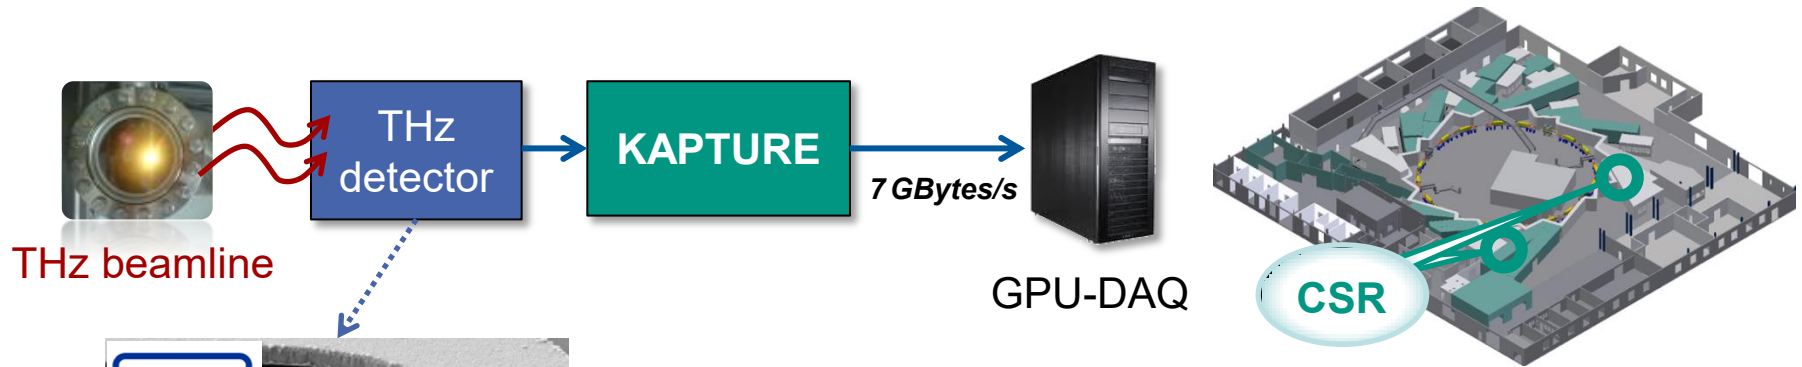 THz beamline
THz
detector
KAPTURE
7 GBytes/s
GPU-DAQ
CSR